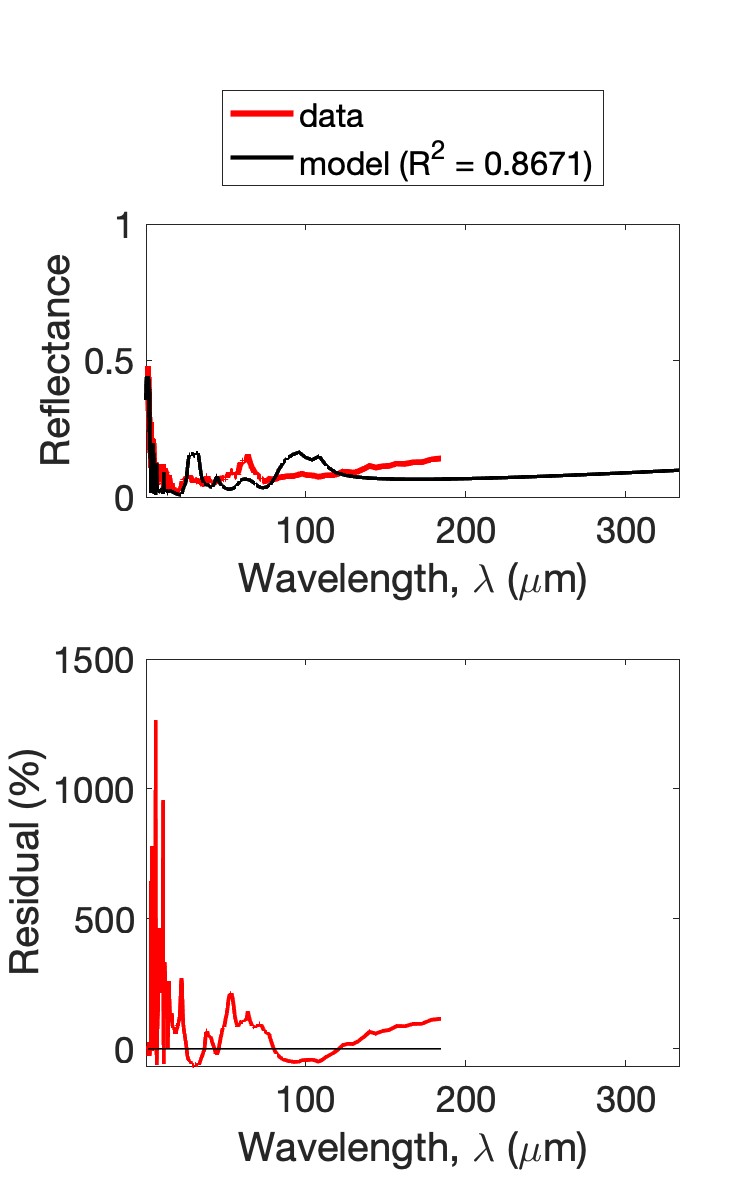 data
model (R² = 0.8671)
1
0.5
0
Reflectance
100 200 300
Wavelength, λ (μm)
1500
1000
500
0
Residual (%)
100 200 300
Wavelength, λ (μm)